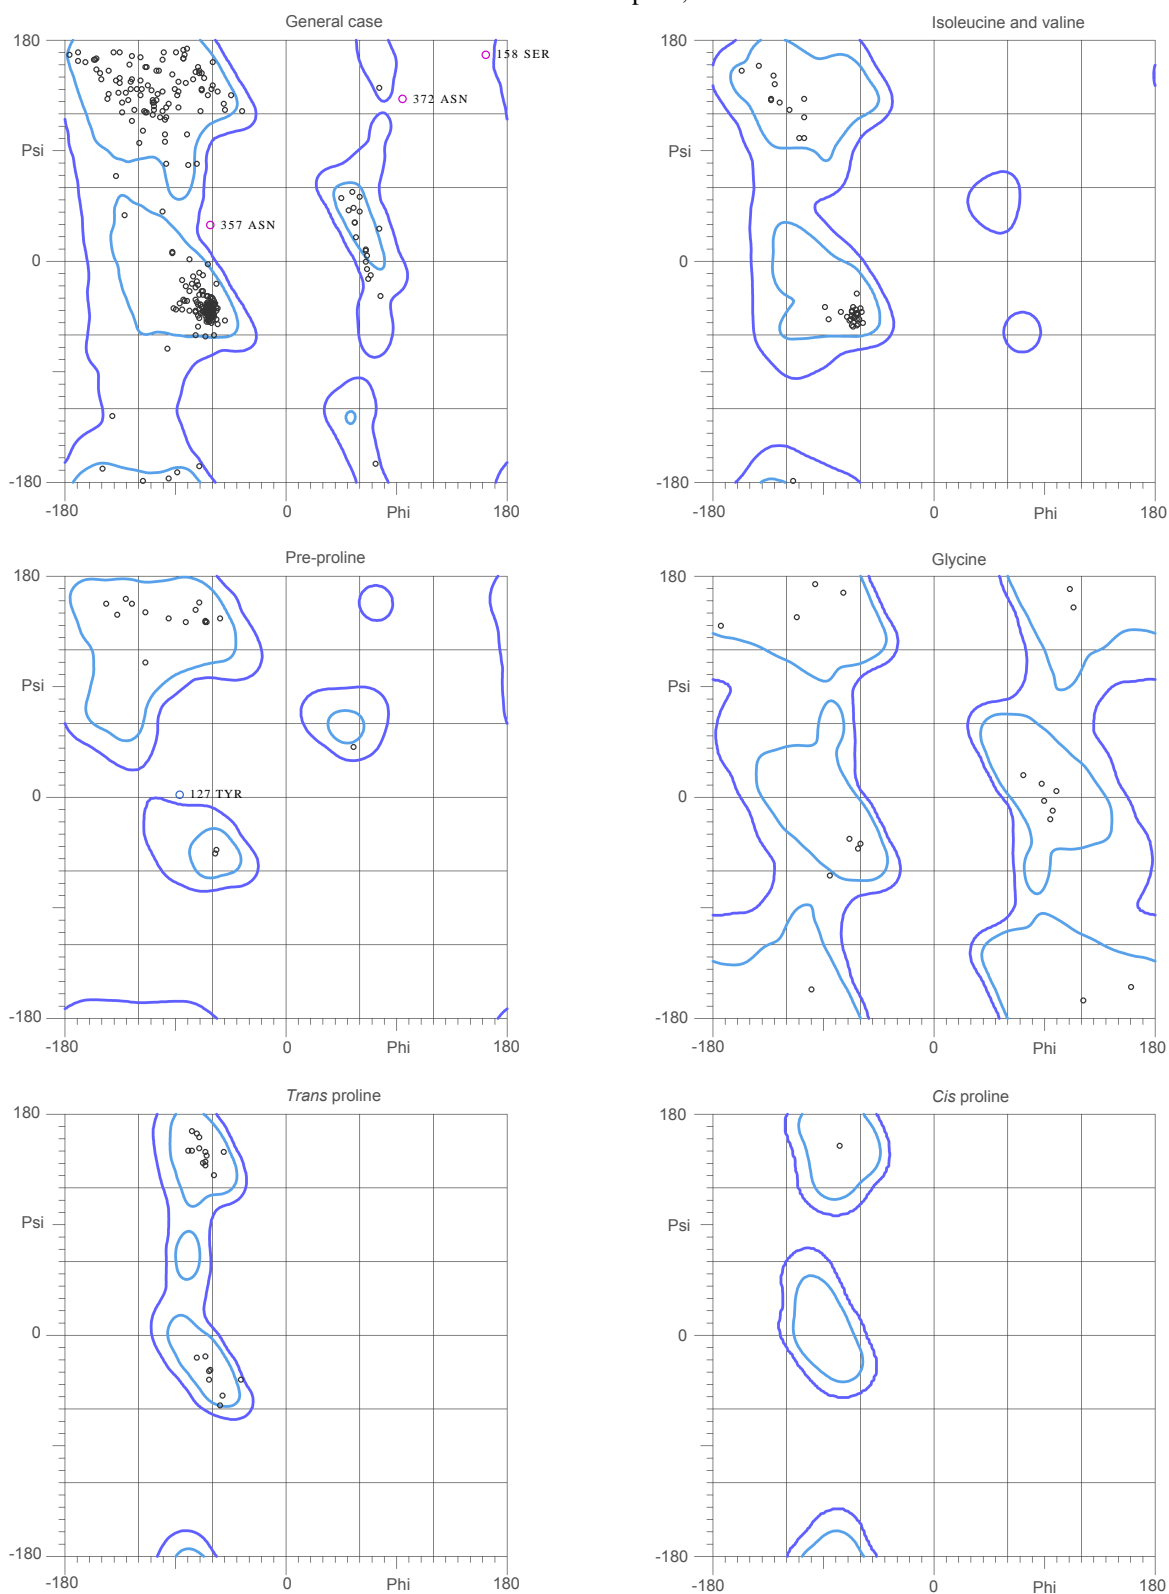 General case
Isoleucine and valine
180
158 SER
372 ASN
Psi
357 ASN
0
-180
-180
0
Phi
180
180
Psi
0
-180
-180
0
Phi
180
Pre-proline
Glycine
180
Psi
127 TYR
0
-180
-180
0
Phi
180
180
Psi
0
-180
-180
0
Phi
180
Trans proline
Cis proline
180
Psi
0
-180
-180
0
Phi
180
180
Psi
0
-180
-180
0
Phi
180